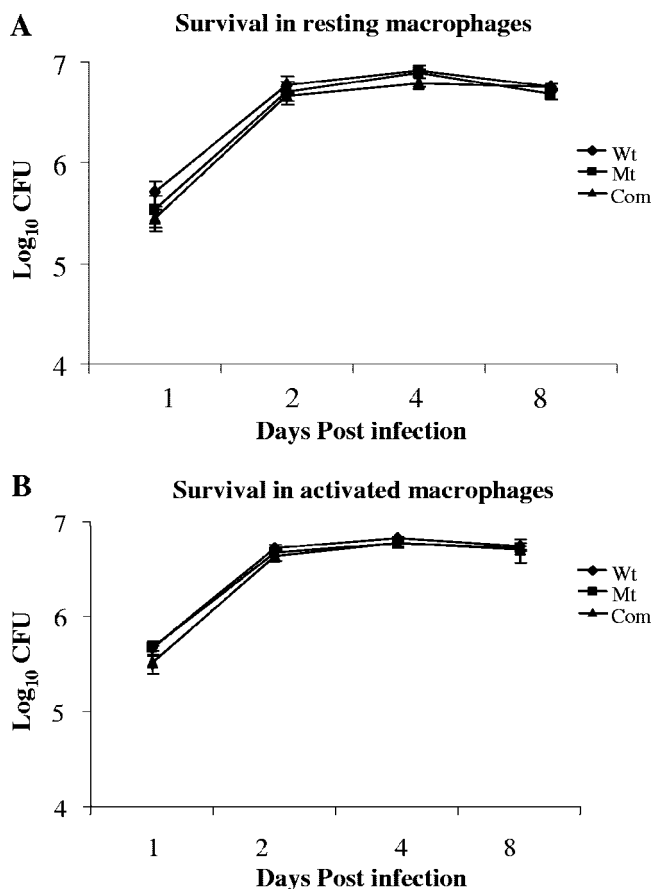 A
Survival in resting macrophages
7
6
5
4
Log10 CFU
Wt
Mt
Com
1 2 4 8
Days Post infection
B
Survival in activated macrophages
7
6
5
4
Log10 CFU
Wt
Mt
Com
1 2 4 8
Days Post infection